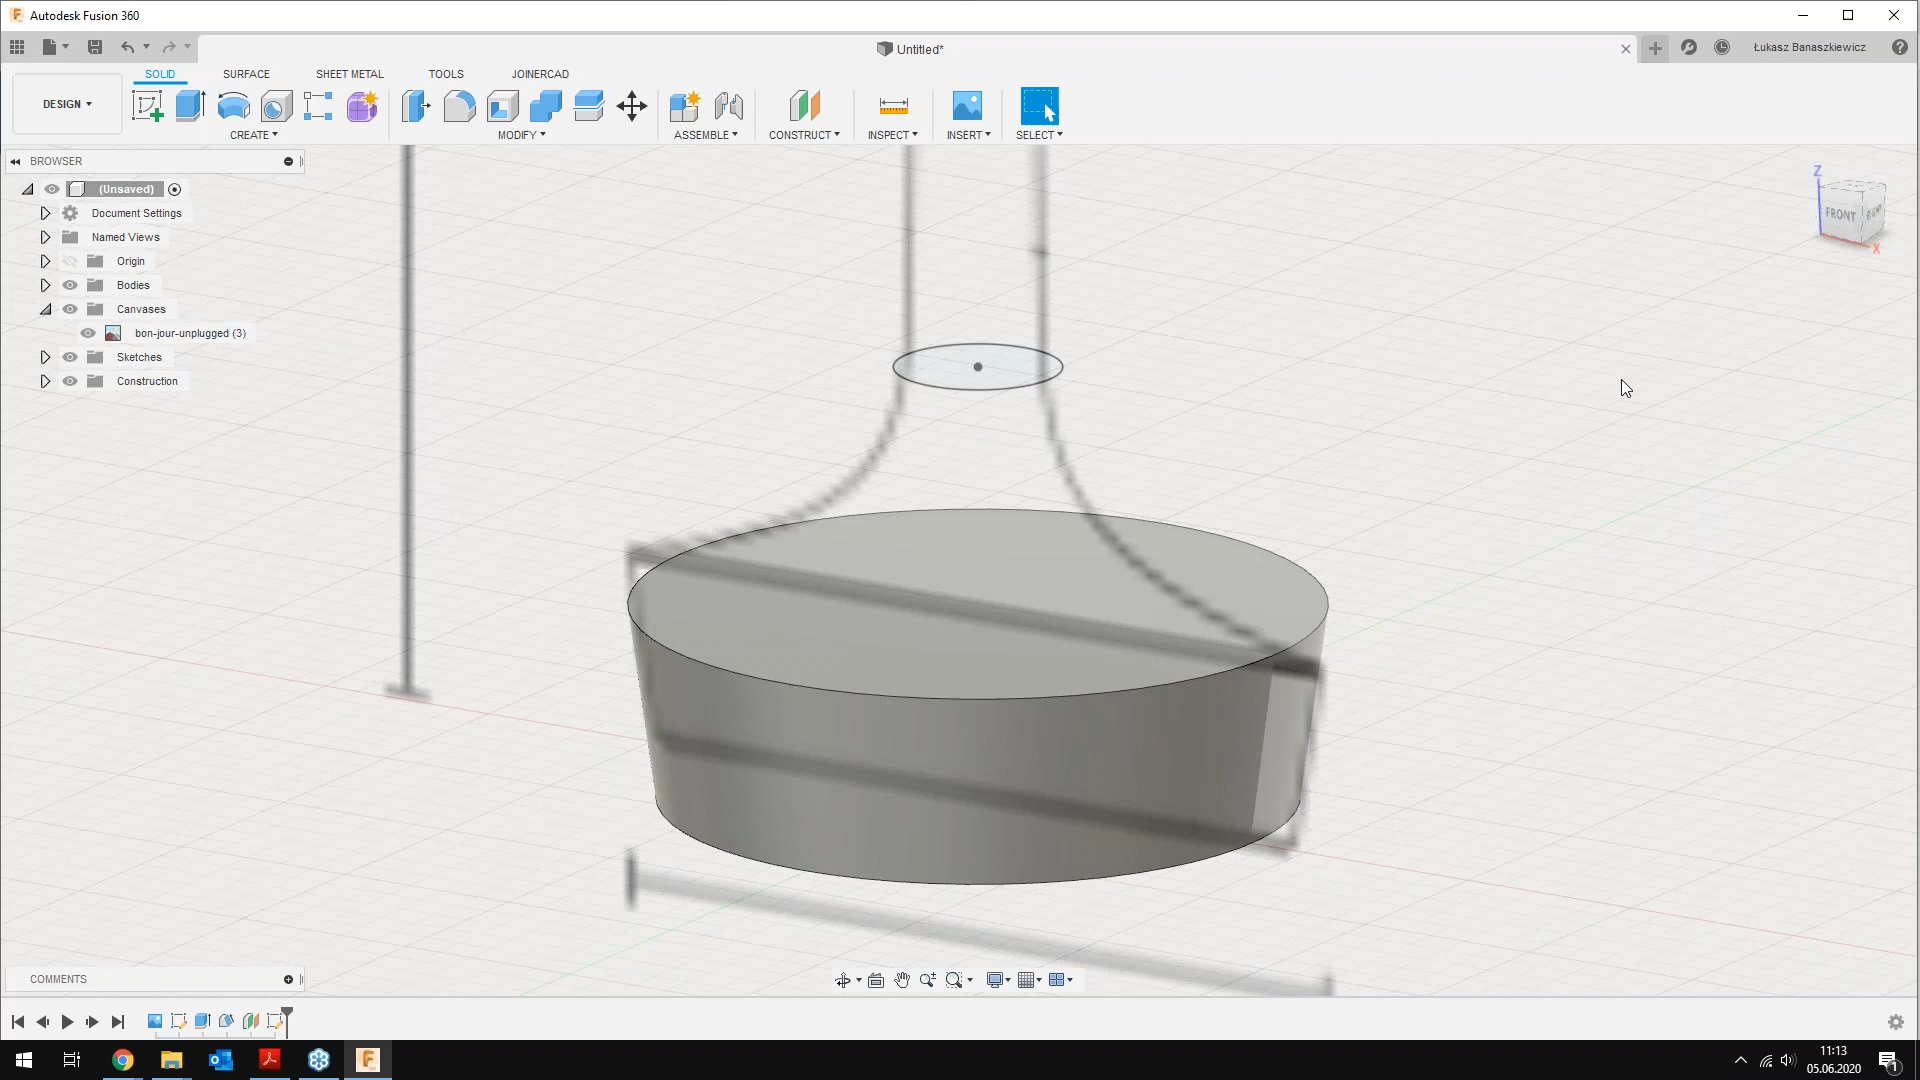 Autodesk Fusion 360
Untitled*
Łukasz Banaszkiewicz
DESIGN
SOLID
SURFACE
SHEET METAL
TOOLS
JOINERCAD
CREATE
MODIFY
ASSEMBLE
CONSTRUCT
INSPECT
INSERT
SELECT
BROWSER
(Unsaved)
Document Settings
Named Views
Origin
Bodies
Canvases
bon-jour-unplugged (3)
Sketches
Construction
Z
FRONT
RIGHT
X
COMMENTS
11:13
05.06.2020
1